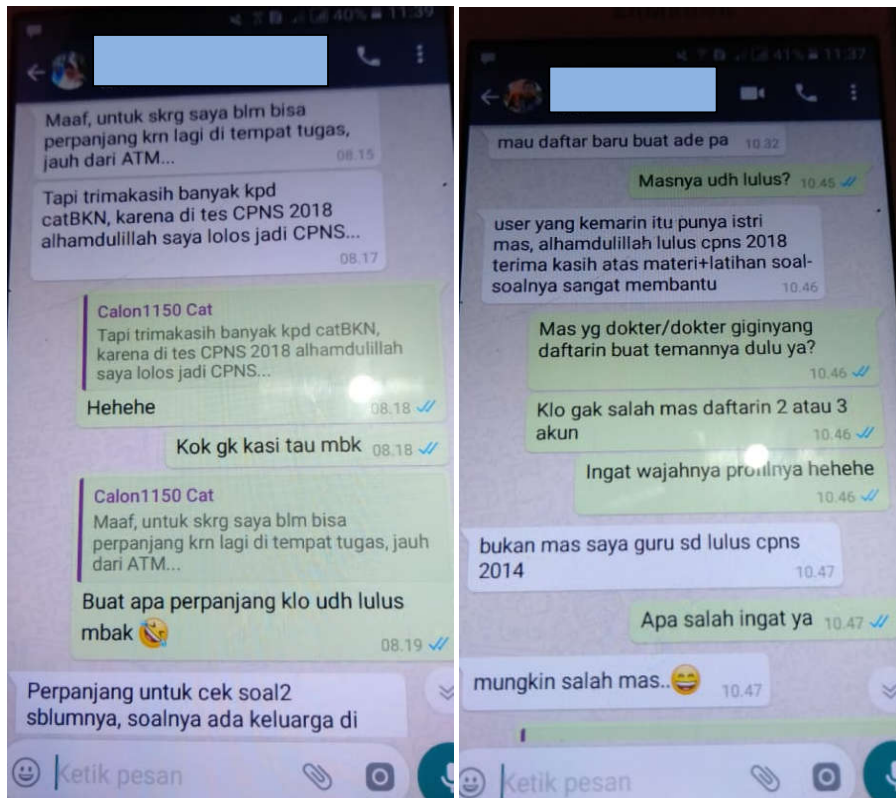 40% 11:39
Maaf, untuk skrg saya blm bisa
perpanjang krn lagi di tempat tugas,
jauh dari ATM...
08.15
Tapi trimakasih banyak kpd
catBKN, karena di tes CPNS 2018
alhamdulillah saya lolos jadi CPNS...
08.17
Calon1150 Cat
Tapi trimakasih banyak kpd catBKN,
karena di tes CPNS 2018 alhamdulillah
saya lolos jadi CPNS...
Hehehe 08.18
Kok gk kasi tau mbk 08.18
Calon1150 Cat
Maaf, untuk skrg saya blm bisa
perpanjang krn lagi di tempat tugas, jauh
dari ATM...
Buat apa perpanjang klo udh lulus
mbak 🤣
08.19
Perpanjang untuk cek soal2
sblumnya, soalnya ada keluarga di
Ketik pesan
41% 11:37
mau daftar baru buat ade pa 10.32
Masnya udh lulus? 10.45
user yang kemarin itu punya istri
mas, alhamdulillah lulus cpns 2018
terima kasih atas materi+latihan soal-
soalnya sangat membantu 10.46
Mas yg dokter/dokter giginyang
daftarin buat temannya dulu ya?
10.46
Klo gak salah mas daftarin 2 atau 3
akun 10.46
Ingat wajahnya profilnya hehehe
10.46
bukan mas saya guru sd lulus cpns
2014 10.47
Apa salah ingat ya 10.47
mungkin salah mas..😄 10.47
Ketik pesan